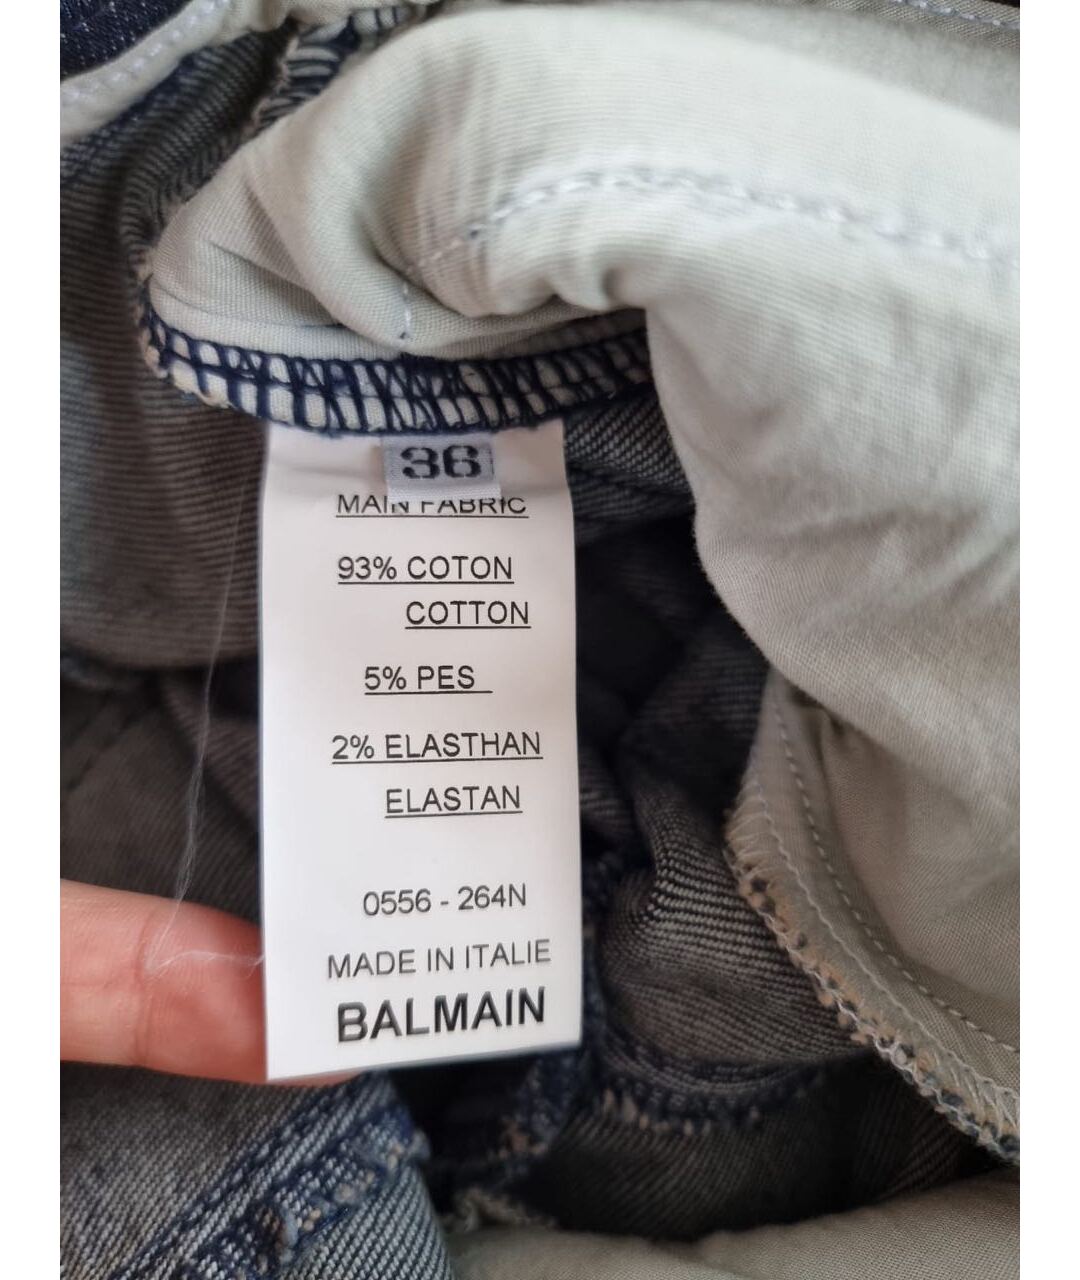 36
MAIN FABRIC
93% COTON
COTTON
5% PES
2% ELASTHAN
ELASTAN
0556 - 264N
MADE IN ITALIE
BALMAIN